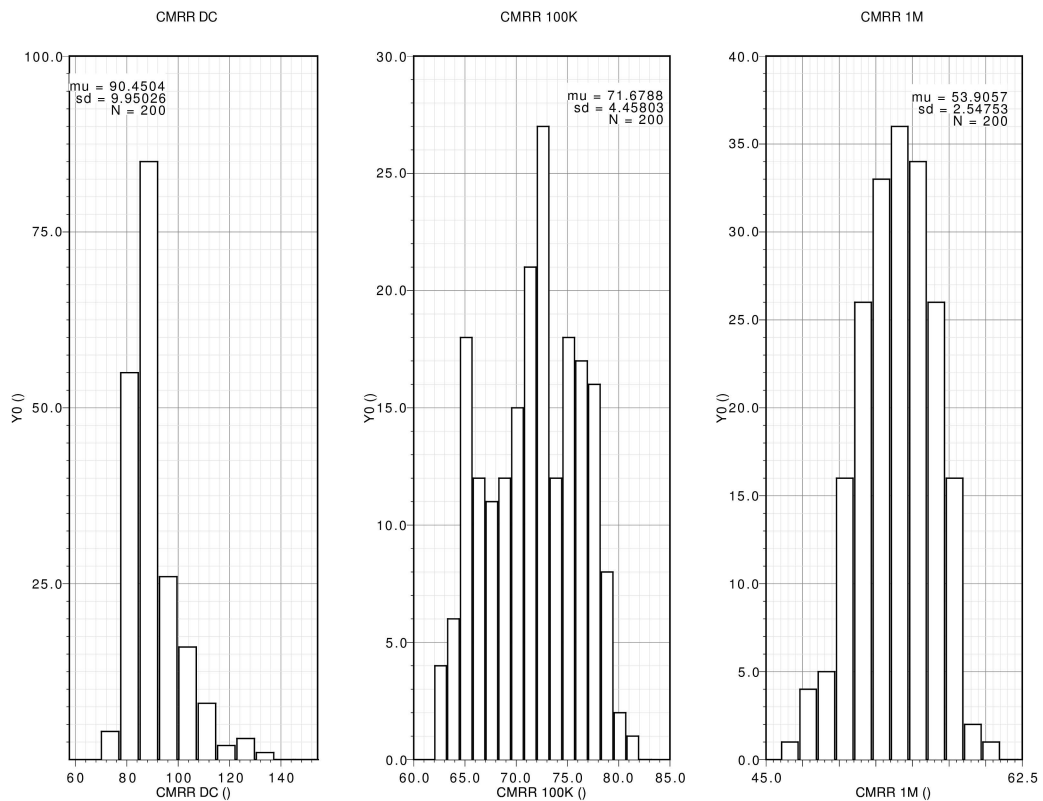 CMRR DC
CMRR 100K
CMRR 1M
100.0
75.0
50.0
25.0
Y0 ()
mu = 90.4504
sd = 9.95026
N = 200
60
80
100
120
140
CMRR DC ()
30.0
25.0
20.0
15.0
10.0
5.0
0.0
Y0 ()
mu = 71.6788
sd = 4.45803
N = 200
60.0
65.0
70.0
75.0
80.0
85.0
CMRR 100K ()
40.0
35.0
30.0
25.0
20.0
15.0
10.0
5.0
0.0
Y0 ()
mu = 53.9057
sd = 2.54753
N = 200
45.0
62.5
CMRR 1M ()